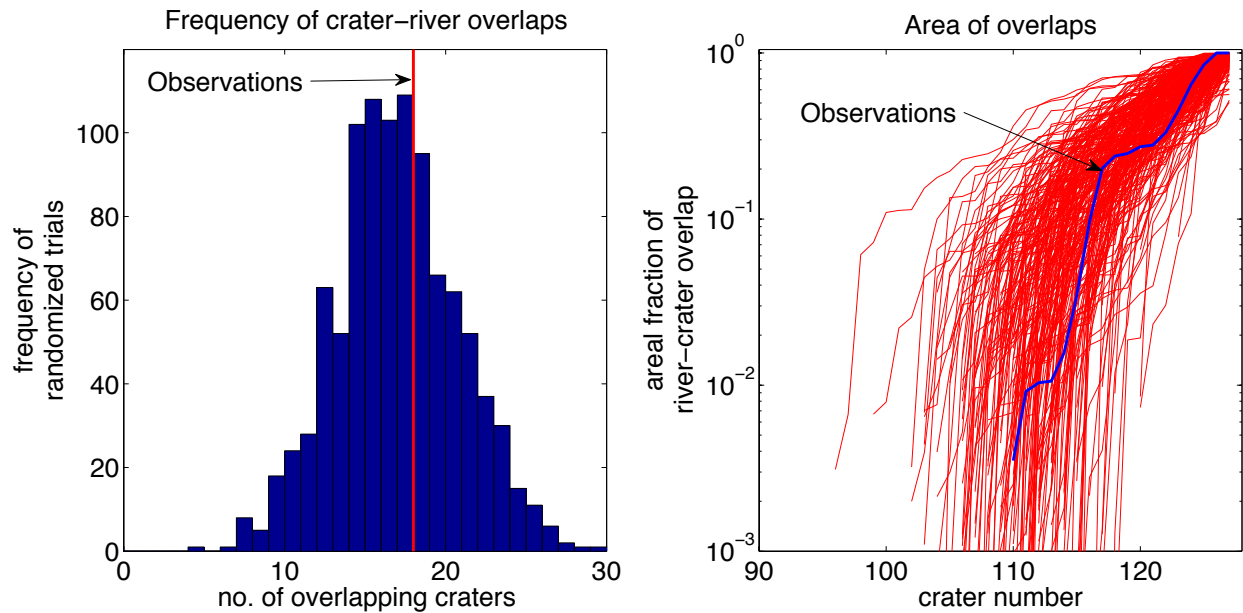 Frequency of crater−river overlaps
Observations
100
80
60
40
20
0
frequency of
randomized trials
0 10 20 30
no. of overlapping craters
Area of overlaps
Observations
10^0
10^−1
10^−2
10^−3
areal fraction of
river−crater overlap
90 100 110 120
crater number